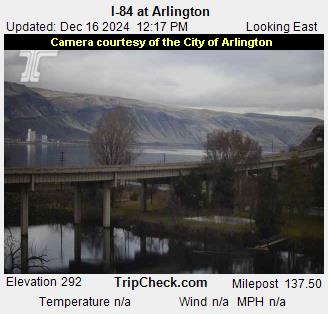 I-84 at Arlington
Updated: Dec 16 2024 12:17 PM Looking East
Camera courtesy of the City of Arlington
Elevation 292 TripCheck.com Milepost 137.50
Temperature n/a Wind n/a MPH n/a